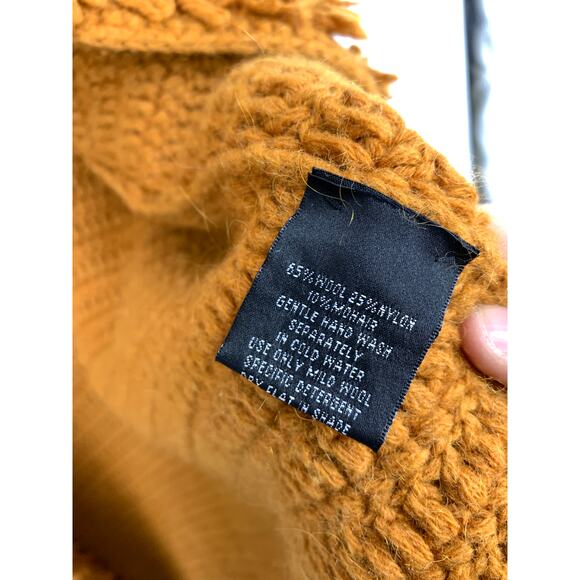 65% WOOL 25% NYLON
10% MOHAIR
GENTLE HAND WASH
SEPARATELY
IN COLD WATER
USE ONLY MILD WOOL
SPECIFIC DETERGENT
DRY FLAT IN SHADE